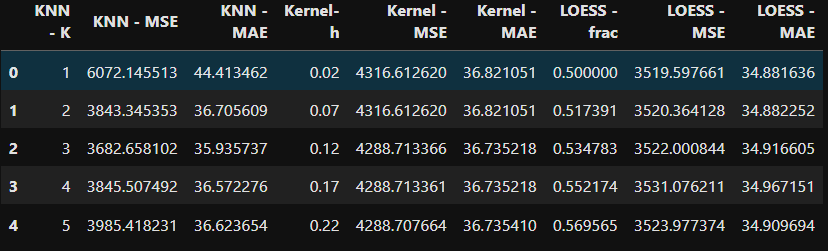 KNN - K KNN - MSE KNN - MAE Kernel-h Kernel - MSE Kernel - MAE LOESS - frac LOESS - MSE LOESS - MAE
0 1 6072.145513 44.413462 0.02 4316.612620 36.821051 0.500000 3519.597661 34.881636
1 2 3843.345353 36.705609 0.07 4316.612620 36.821051 0.517391 3520.364128 34.882252
2 3 3682.658102 35.935737 0.12 4288.713366 36.735218 0.534783 3522.000844 34.916605
3 4 3845.507492 36.572276 0.17 4288.713361 36.735218 0.552174 3531.076211 34.967151
4 5 3985.418231 36.623654 0.22 4288.707664 36.735410 0.569565 3523.977374 34.909694